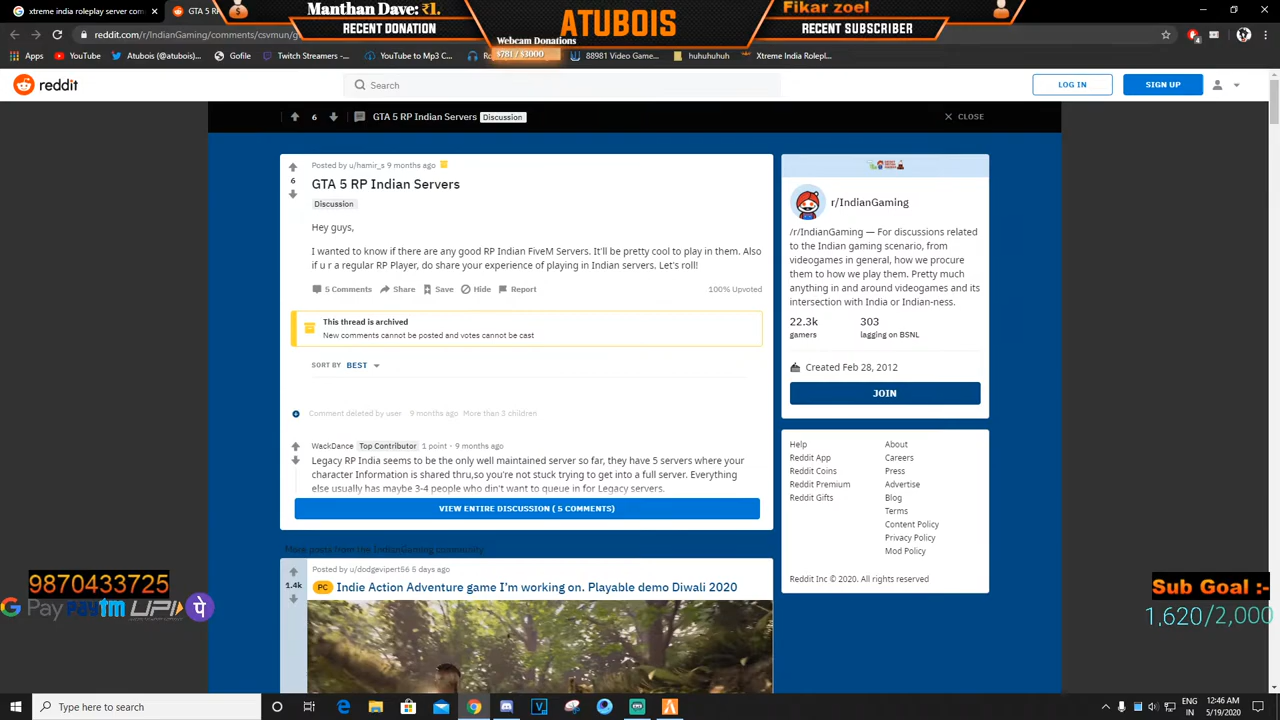 xtreme india roleplay server com
GTA 5 R
Manthan Dave: ₹1.
RECENT DONATION
ATUBOIS
Webcam Donations
$781 / $3000
Fikar zoel
RECENT SUBSCRIBER
reddit.com/r/IndianGaming/comments/csvmun/g
Apps
YouTube
Twitter
Atubois (@atubois)...
Gofile
Twitch Streamers -...
YouTube to Mp3 C...
88981 Video Game...
huhuhuhuh
Xtreme India Rolepl...
reddit
Search
LOG IN
SIGN UP
6
GTA 5 RP Indian Servers
Discussion
CLOSE
Posted by u/hamir_s 9 months ago
6
GTA 5 RP Indian Servers
Discussion
Hey guys,
I wanted to know if there are any good RP Indian FiveM Servers. It'll be pretty cool to play in them. Also
if u r a regular RP Player, do share your experience of playing in Indian servers. Let's roll!
5 Comments Share Save Hide Report
100% Upvoted
This thread is archived
New comments cannot be posted and votes cannot be cast
SORT BY BEST
Comment deleted by user 9 months ago More than 3 children
WackDance Top Contributor 1 point · 9 months ago
Legacy RP India seems to be the only well maintained server so far, they have 5 servers where your
character Information is shared thru,so you're not stuck trying to get into a full server. Everything
else usually has maybe 3-4 people who din't want to queue in for Legacy servers.
VIEW ENTIRE DISCUSSION ( 5 COMMENTS)
More posts from the IndianGaming community
Posted by u/dodgevipert56 5 days ago
1.4k
PC Indie Action Adventure game I'm working on. Playable demo Diwali 2020
r/IndianGaming
/r/IndianGaming — For discussions related
to the Indian gaming scenario, from
videogames in general, how we procure
them to how we play them. Pretty much
anything in and around videogames and its
intersection with India or Indian-ness.
22.3k 303
gamers lagging on BSNL
Created Feb 28, 2012
JOIN
Help About
Reddit App Careers
Reddit Coins Press
Reddit Premium Advertise
Reddit Gifts Blog
Terms
Content Policy
Privacy Policy
Mod Policy
Reddit Inc © 2020. All rights reserved
9870433725
G Pay paytm UPI पे
Sub Goal :-
1,620/2,000
Type here to search
ENG
IN
12:46 AM
5/19/2020